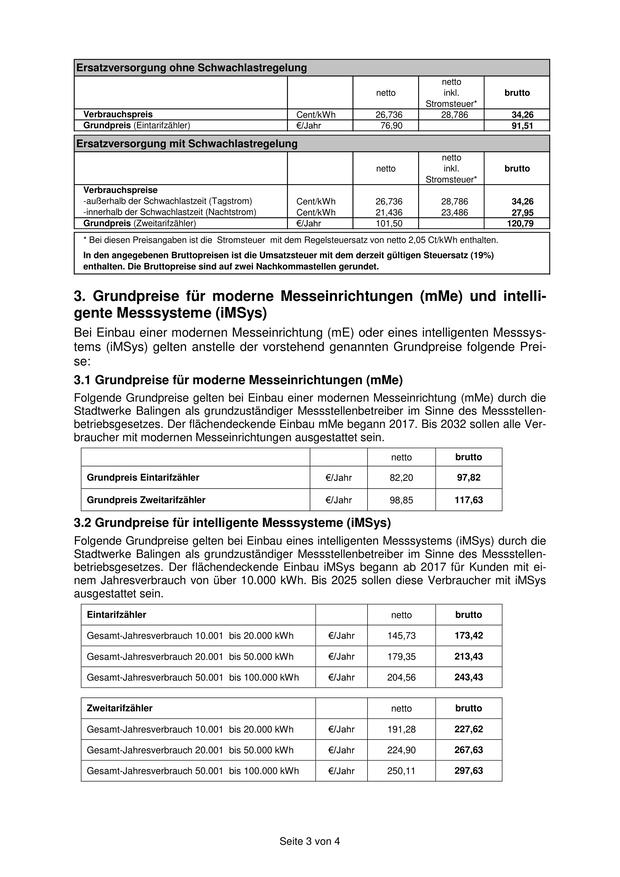 Ersatzversorgung ohne Schwachlastregelung
netto netto inkl. Stromsteuer* brutto
Verbrauchspreis Cent/kWh 26,736 28,786 34,26
Grundpreis (Eintarifzähler) €/Jahr 76,90 91,51
Ersatzversorgung mit Schwachlastregelung
netto netto inkl. Stromsteuer* brutto
Verbrauchspreise
-außerhalb der Schwachlastzeit (Tagstrom) Cent/kWh 26,736 28,786 34,26
-innerhalb der Schwachlastzeit (Nachtstrom) Cent/kWh 21,436 23,486 27,95
Grundpreis (Zweitarifzähler) €/Jahr 101,50 120,79
* Bei diesen Preisangaben ist die Stromsteuer mit dem Regelsteuersatz von netto 2,05 Ct/kWh enthalten.
In den angegebenen Bruttopreisen ist die Umsatzsteuer mit dem derzeit gültigen Steuersatz (19%)
enthalten. Die Bruttopreise sind auf zwei Nachkommastellen gerundet.
3. Grundpreise für moderne Messeinrichtungen (mMe) und intelli-
gente Messsysteme (iMSys)
Bei Einbau einer modernen Messeinrichtung (mE) oder eines intelligenten Messsys-
tems (iMSys) gelten anstelle der vorstehend genannten Grundpreise folgende Prei-
se:
3.1 Grundpreise für moderne Messeinrichtungen (mMe)
Folgende Grundpreise gelten bei Einbau einer modernen Messeinrichtung (mMe) durch die
Stadtwerke Balingen als grundzuständiger Messstellenbetreiber im Sinne des Messstellen-
betriebsgesetzes. Der flächendeckende Einbau mMe begann 2017. Bis 2032 sollen alle Ver-
braucher mit modernen Messeinrichtungen ausgestattet sein.
netto brutto
Grundpreis Eintarifzähler €/Jahr 82,20 97,82
Grundpreis Zweitarifzähler €/Jahr 98,85 117,63
3.2 Grundpreise für intelligente Messsysteme (iMSys)
Folgende Grundpreise gelten bei Einbau eines intelligenten Messsystems (iMSys) durch die
Stadtwerke Balingen als grundzuständiger Messstellenbetreiber im Sinne des Messstellen-
betriebsgesetzes. Der flächendeckende Einbau iMSys begann ab 2017 für Kunden mit ei-
nem Jahresverbrauch von über 10.000 kWh. Bis 2025 sollen diese Verbraucher mit iMSys
ausgestattet sein.
Eintarifzähler netto brutto
Gesamt-Jahresverbrauch 10.001 bis 20.000 kWh €/Jahr 145,73 173,42
Gesamt-Jahresverbrauch 20.001 bis 50.000 kWh €/Jahr 179,35 213,43
Gesamt-Jahresverbrauch 50.001 bis 100.000 kWh €/Jahr 204,56 243,43
Zweitarifzähler netto brutto
Gesamt-Jahresverbrauch 10.001 bis 20.000 kWh €/Jahr 191,28 227,62
Gesamt-Jahresverbrauch 20.001 bis 50.000 kWh €/Jahr 224,90 267,63
Gesamt-Jahresverbrauch 50.001 bis 100.000 kWh €/Jahr 250,11 297,63
Seite 3 von 4